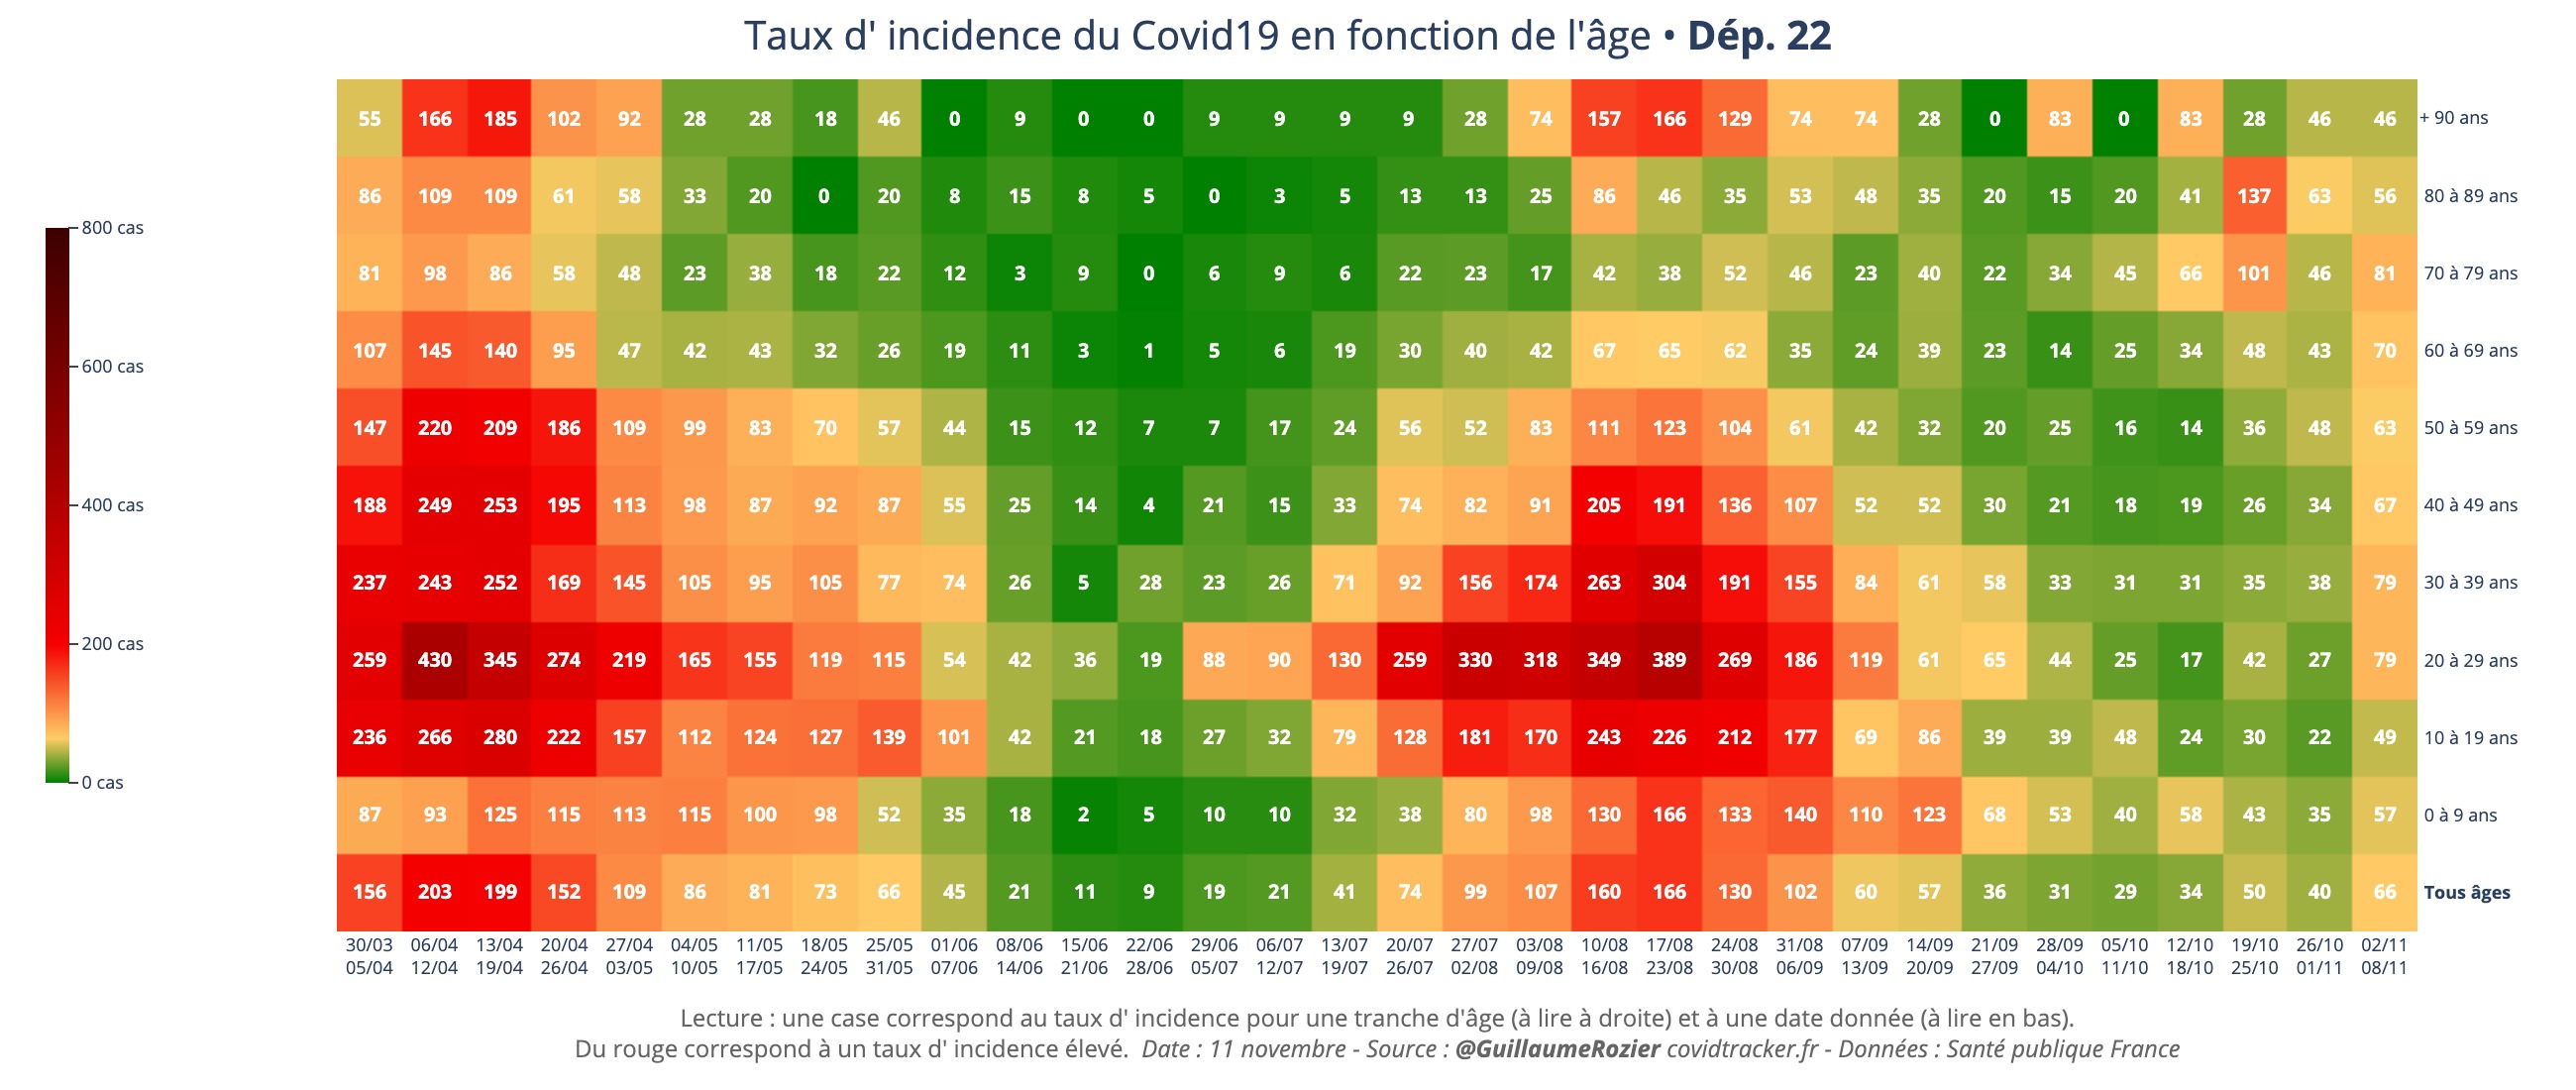 Taux d' incidence du Covid19 en fonction de l'âge • Dép. 22
800 cas
600 cas
400 cas
200 cas
0 cas
55 166 185 102 92 28 28 18 46 0 9 0 0 9 9 9 9 28 74 157 166 129 74 74 28 0 83 0 83 28 46 46 + 90 ans
86 109 109 61 58 33 20 0 20 8 15 8 5 0 3 5 13 13 25 86 46 35 53 48 35 20 15 20 41 137 63 56 80 à 89 ans
81 98 86 58 48 23 38 18 22 12 3 9 0 6 9 6 22 23 17 42 38 52 46 23 40 22 34 45 66 101 46 81 70 à 79 ans
107 145 140 95 47 42 43 32 26 19 11 3 1 5 6 19 30 40 42 67 65 62 35 24 39 23 14 25 34 48 43 70 60 à 69 ans
147 220 209 186 109 99 83 70 57 44 15 12 7 7 17 24 56 52 83 111 123 104 61 42 32 20 25 16 14 36 48 63 50 à 59 ans
188 249 253 195 113 98 87 92 87 55 25 14 4 21 15 33 74 82 91 205 191 136 107 52 52 30 21 18 19 26 34 67 40 à 49 ans
237 243 252 169 145 105 95 105 77 74 26 5 28 23 26 71 92 156 174 263 304 191 155 84 61 58 33 31 31 35 38 79 30 à 39 ans
259 430 345 274 219 165 155 119 115 54 42 36 19 88 90 130 259 330 318 349 389 269 186 119 61 65 44 25 17 42 27 79 20 à 29 ans
236 266 280 222 157 112 124 127 139 101 42 21 18 27 32 79 128 181 170 243 226 212 177 69 86 39 39 48 24 30 22 49 10 à 19 ans
87 93 125 115 113 115 100 98 52 35 18 2 5 10 10 32 38 80 98 130 166 133 140 110 123 68 53 40 58 43 35 57 0 à 9 ans
156 203 199 152 109 86 81 73 66 45 21 11 9 19 21 41 74 99 107 160 166 130 102 60 57 36 31 29 34 50 40 66 Tous âges
30/03 06/04 13/04 20/04 27/04 04/05 11/05 18/05 25/05 01/06 08/06 15/06 22/06 29/06 06/07 13/07 20/07 27/07 03/08 10/08 17/08 24/08 31/08 07/09 14/09 21/09 28/09 05/10 12/10 19/10 26/10 02/11
05/04 12/04 19/04 26/04 03/05 10/05 17/05 24/05 31/05 07/06 14/06 21/06 28/06 05/07 12/07 19/07 26/07 02/08 09/08 16/08 23/08 30/08 06/09 13/09 20/09 27/09 04/10 11/10 18/10 25/10 01/11 08/11
Lecture : une case correspond au taux d' incidence pour une tranche d'âge (à lire à droite) et à une date donnée (à lire en bas).
Du rouge correspond à un taux d' incidence élevé. Date : 11 novembre - Source : @GuillaumeRozier covidtracker.fr - Données : Santé publique France